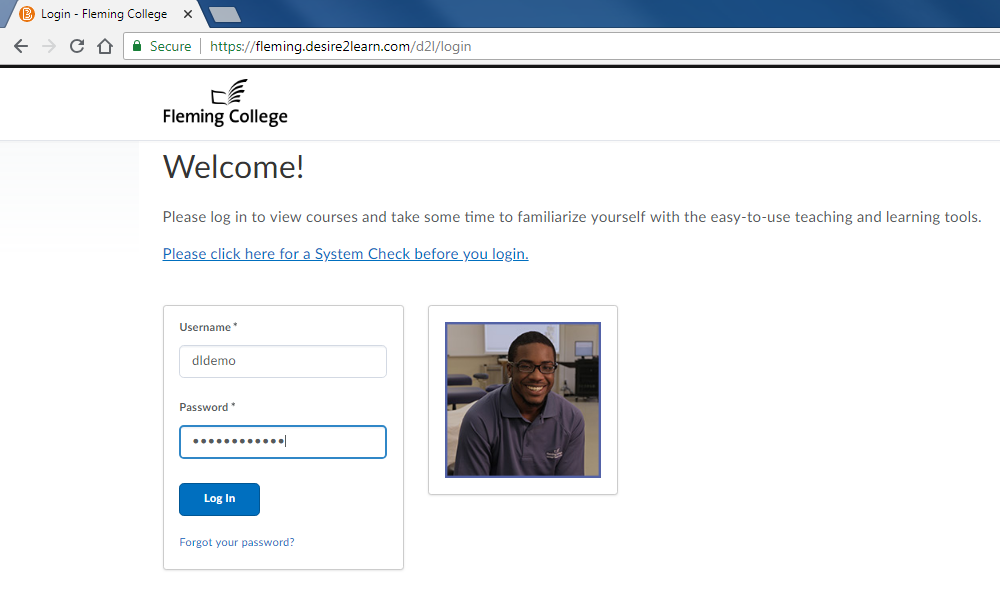 Login - Fleming College
Secure https://fleming.desire2learn.com/d2l/login
Fleming College
Welcome!
Please log in to view courses and take some time to familiarize yourself with the easy-to-use teaching and learning tools.
Please click here for a System Check before you login.
Username *
dldemo
Password *
••••••••••••
Log In
Forgot your password?